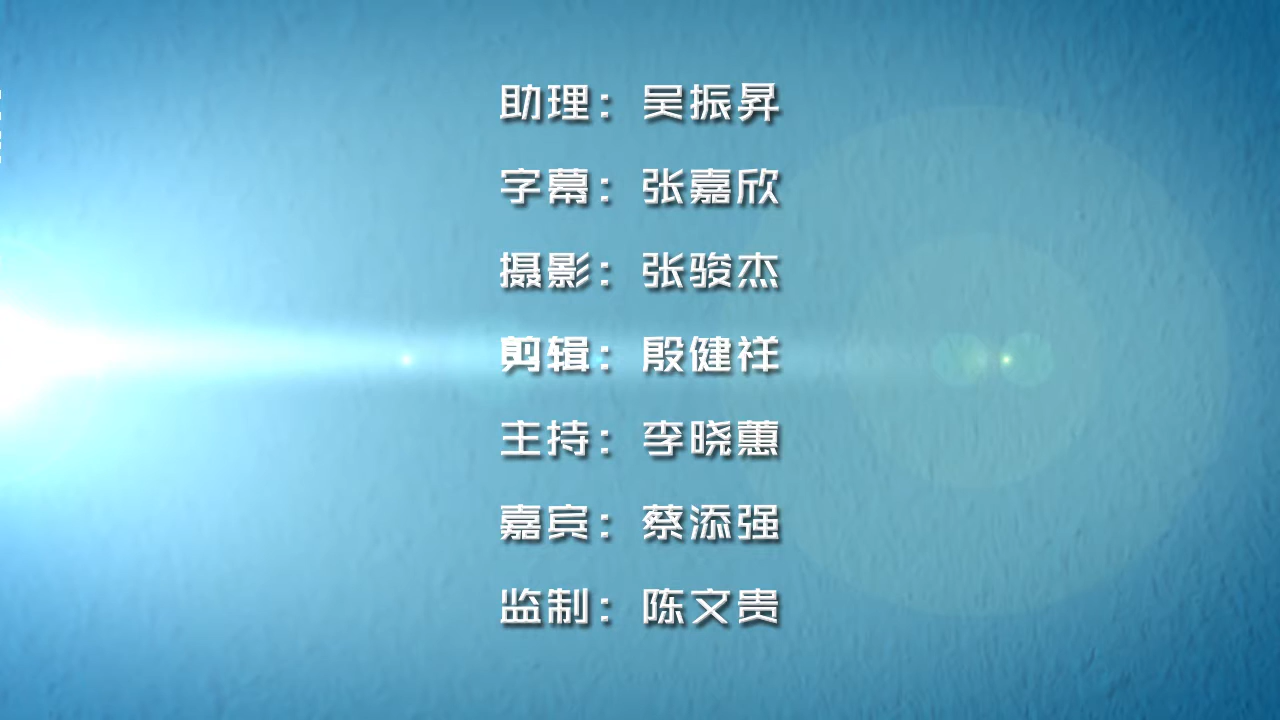 助理：吴振昇
字幕：张嘉欣
摄影：张骏杰
剪辑：殷健祥
主持：李晓蕙
嘉宾：蔡添强
监制：陈文贵